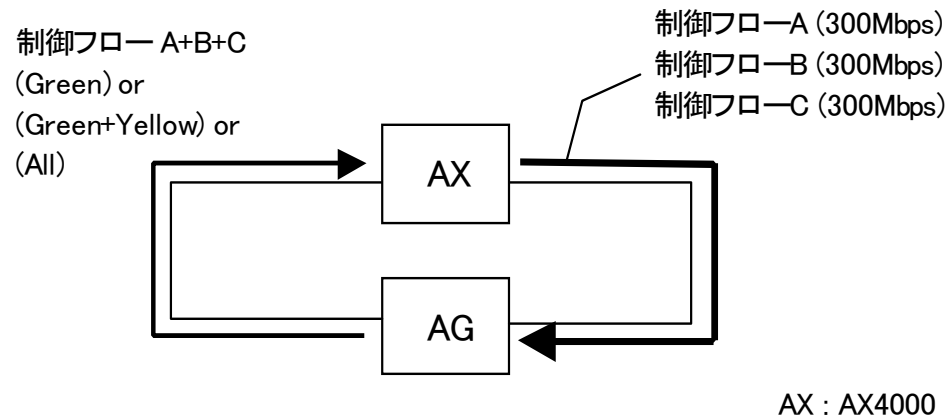 制御フロー A+B+C
(Green) or
(Green+Yellow) or
(All)
制御フローA (300Mbps)
制御フローB (300Mbps)
制御フローC (300Mbps)
AX
AG
AX : AX4000